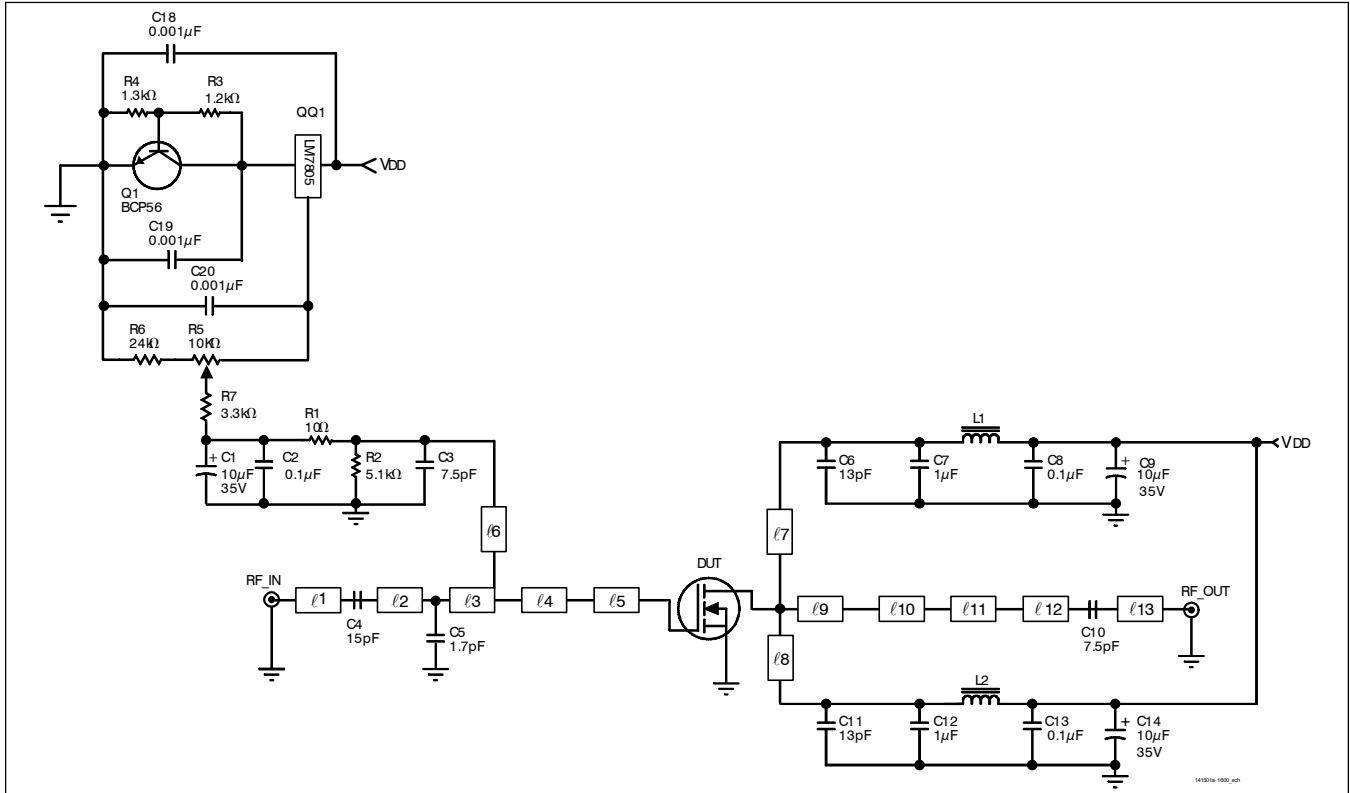 C18
0.001µF
R4
1.3kΩ
R3
1.2kΩ
QQ1
LM7805
VDD
Q1
BCP56
C19
0.001µF
C20
0.001µF
R6
24kΩ
R5
10KΩ
R7
3.3kΩ
R1
10Ω
+ C1
10µF
35V
C2
0.1µF
R2
5.1kΩ
C3
7.5pF
L1
VDD
C6
13pF
C7
1µF
C8
0.1µF
+ C9
10µF
35V
ℓ6
ℓ7
DUT
RF_IN
ℓ1
C4
15pF
ℓ2
C5
1.7pF
ℓ3
ℓ4
ℓ5
ℓ9
ℓ10
ℓ11
ℓ12
C10
7.5pF
ℓ13
RF_OUT
ℓ8
L2
C11
13pF
C12
1µF
C13
0.1µF
+ C14
10µF
35V
141501e-1600_sch